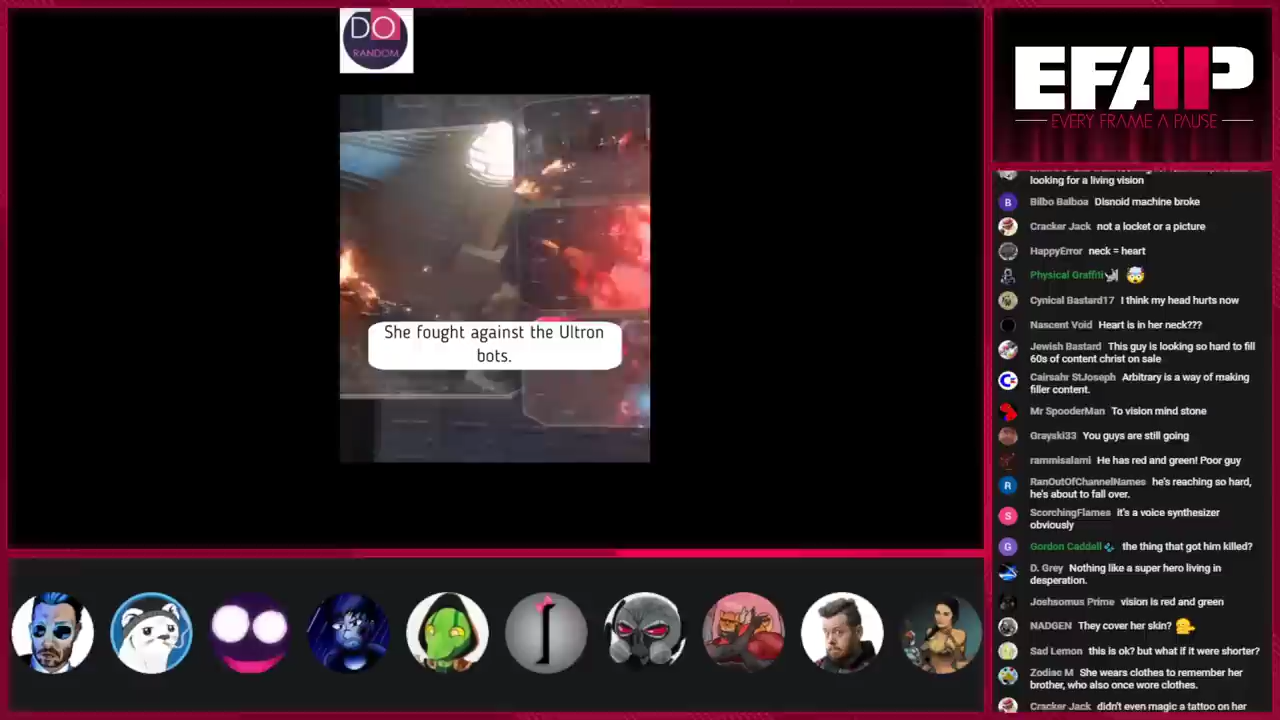 DO
RANDOM
She fought against the Ultron
bots.
EFAP
EVERY FRAME A PAUSE
looking for a living vision
B Bilbo Balboa Disnoid machine broke
Cracker Jack not a locket or a picture
HappyError neck = heart
Physical Graffiti
Cynical Bastard17 I think my head hurts now
Nascent Void Heart is in her neck???
Jewish Bastard This guy is looking so hard to fill
60s of content christ on sale
Cairsahr StJoseph Arbitrary is a way of making
filler content.
Mr SpooderMan To vision mind stone
Grayski33 You guys are still going
rammisalami He has red and green! Poor guy
R RanOutOfChannelNames he's reaching so hard,
he's about to fall over.
S ScorchingFlames it's a voice synthesizer
obviously
G Gordon Caddell the thing that got him killed?
D. Grey Nothing like a super hero living in
desperation.
Joshsomus Prime vision is red and green
NADGEN They cover her skin?
Sad Lemon this is ok? but what if it were shorter?
Zodiac M She wears clothes to remember her
brother, who also once wore clothes.
Cracker Jack didn't even magic a tattoo on her